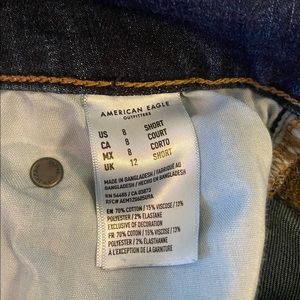 AMERICAN EAGLE
OUTFITTERS
US 8 SHORT
CA 8 COURT
MX 8 CORTO
UK 12 SHORT
MADE IN BANGLADESH / FABRIQUÉ AU
BANGLADESH / HECHO EN BANGLADESH
RN 54485 / CA 03873
EN 70% COTTON / 15% VISCOSE / 13%
POLYESTER / 2% ELASTANE
EXCLUSIVE OF DECORATION
FR 70% COTON / 15% VISCOSE / 13%
POLYESTER / 2% ÉLASTHANNE
À L'EXCEPTION DE LA GARNITURE